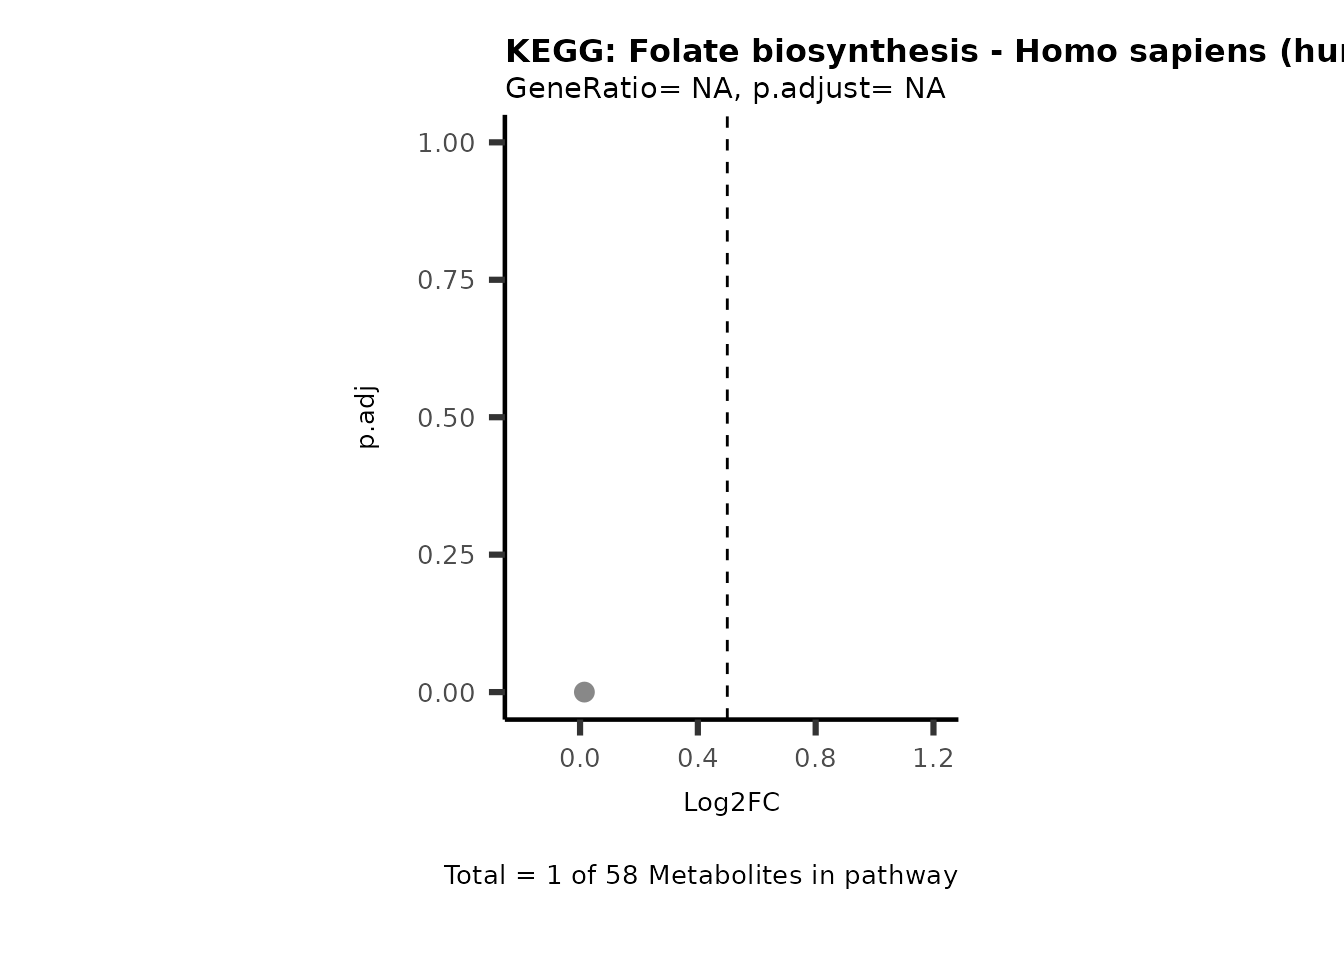 KEGG: Folate biosynthesis - Homo sapiens (hu
GeneRatio= NA, p.adjust= NA
1.00
0.75
p.adj
0.50
0.25
0.00
0.0 0.4 0.8 1.2
Log2FC
Total = 1 of 58 Metabolites in pathway